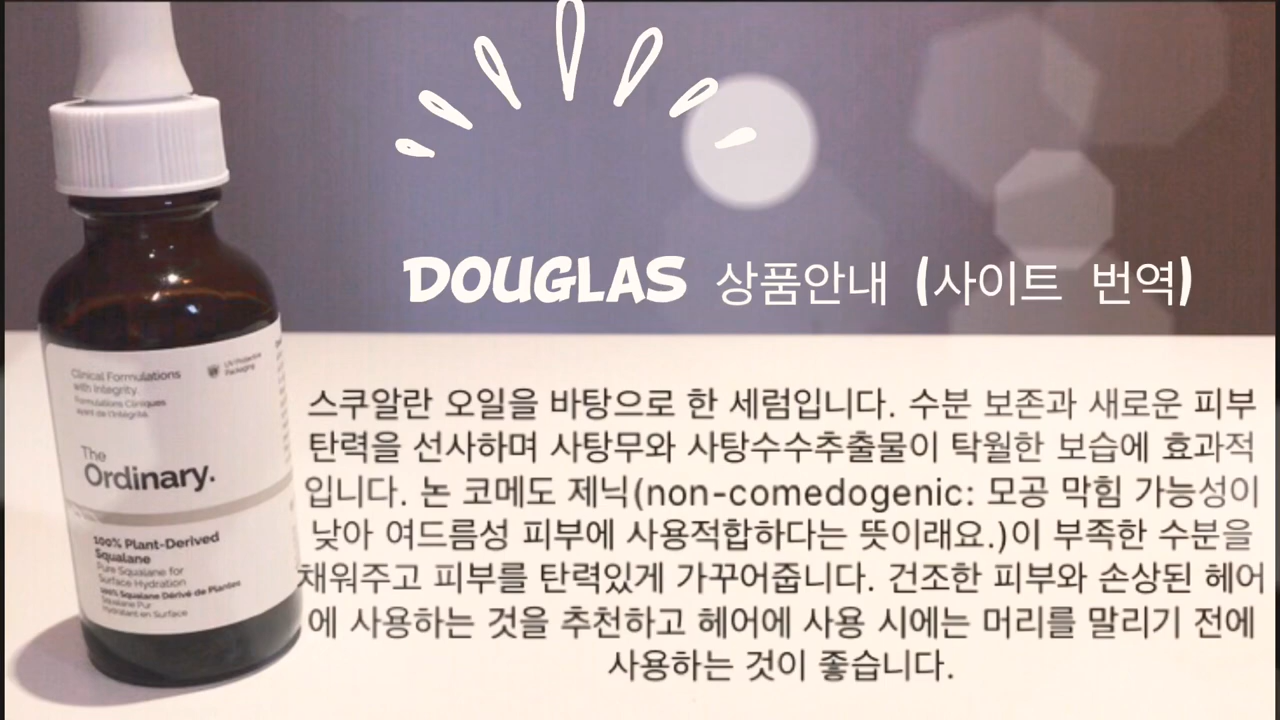 DOUGLAS 상품안내 (사이트 번역)
스쿠알란 오일을 바탕으로 한 세럼입니다. 수분 보존과 새로운 피부
탄력을 선사하며 사탕무와 사탕수수추출물이 탁월한 보습에 효과적
입니다. 논 코메도 제닉(non-comedogenic: 모공 막힘 가능성이
낮아 여드름성 피부에 사용적합하다는 뜻이래요.)이 부족한 수분을
채워주고 피부를 탄력있게 가꾸어줍니다. 건조한 피부와 손상된 헤어
에 사용하는 것을 추천하고 헤어에 사용 시에는 머리를 말리기 전에
사용하는 것이 좋습니다.
Clinical Formulations
with Integrity.
Formulations Cliniques
Avant de l'Intégrité.
UV Protective
Packaging
The
Ordinary.
100% Plant-Derived
Squalane
Pure Squalane for
Surface Hydration
100% Squalane Dérivé de Plantes
Squalane Pur
Hydratant en Surface